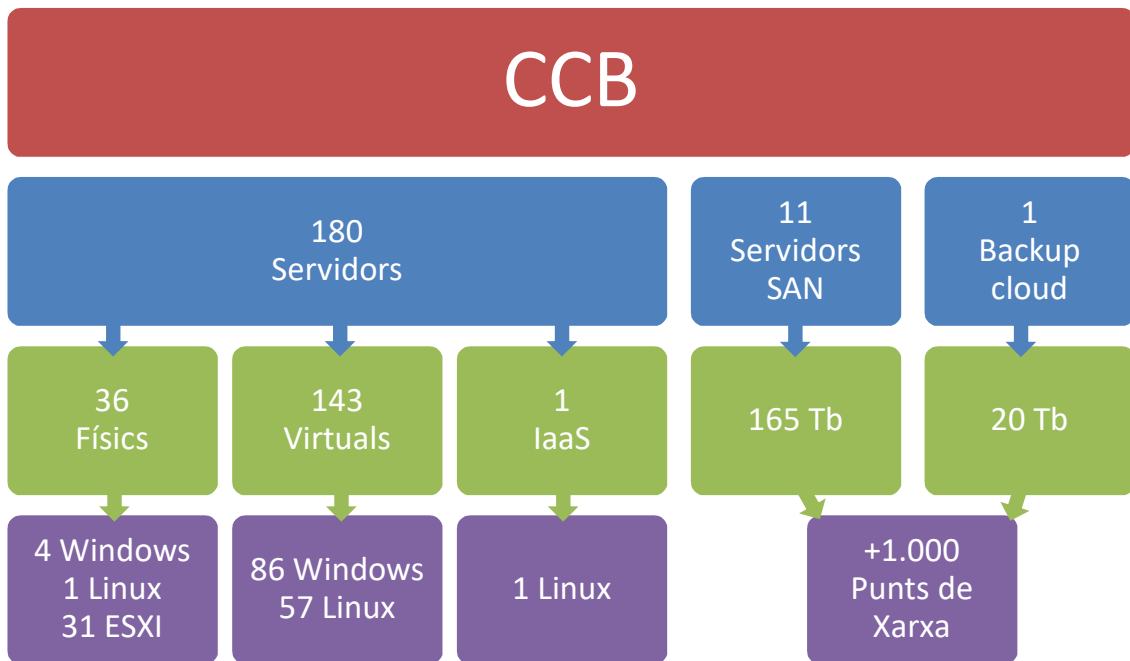 CCB
180
Servidors
11
Servidors
SAN
1
Backup
cloud
36
Físics
143
Virtuals
1
IaaS
165 Tb
20 Tb
4 Windows
1 Linux
31 ESXI
86 Windows
57 Linux
1 Linux
+1.000
Punts de
Xarxa